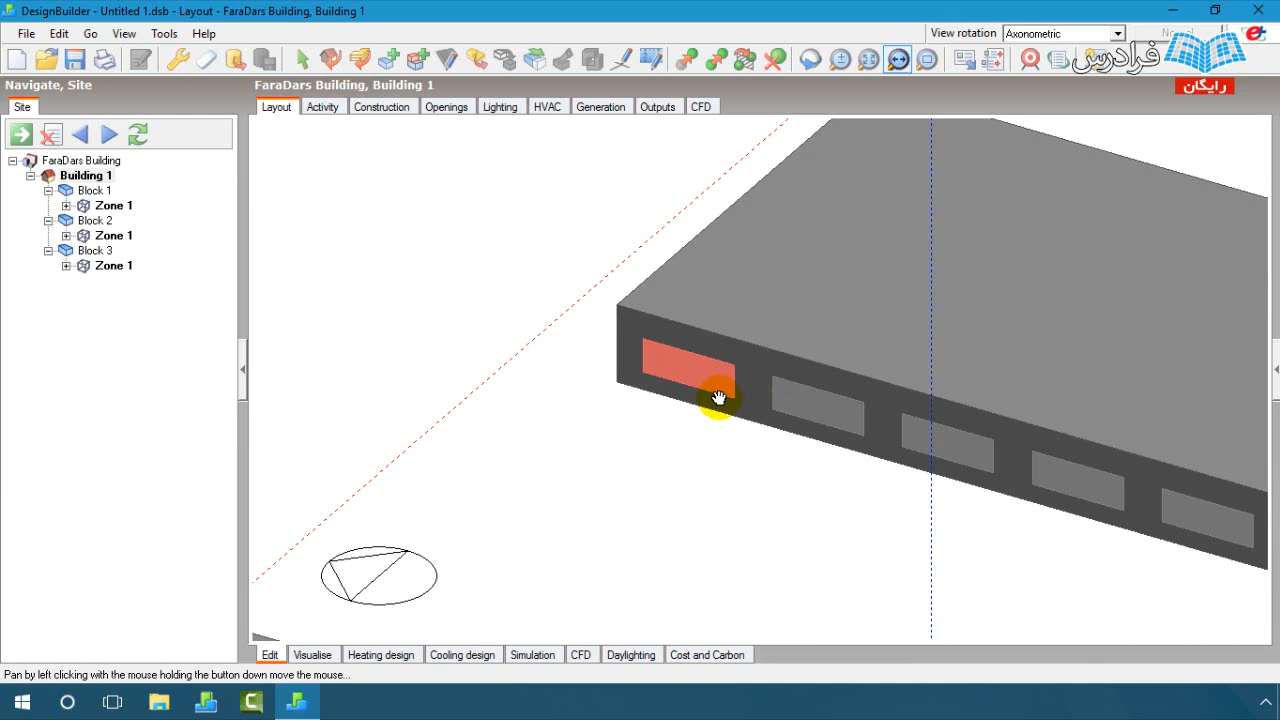 DesignBuilder - Untitled 1.dsb - Layout - FaraDars Building, Building 1
File Edit Go View Tools Help
View rotation Axonometric Normal
فرادرس
رایگان
Navigate, Site
Site
FaraDars Building
Building 1
Block 1
Zone 1
Block 2
Zone 1
Block 3
Zone 1
FaraDars Building, Building 1
Layout Activity Construction Openings Lighting HVAC Generation Outputs CFD
Edit Visualise Heating design Cooling design Simulation CFD Daylighting Cost and Carbon
Pan by left clicking with the mouse holding the button down move the mouse...